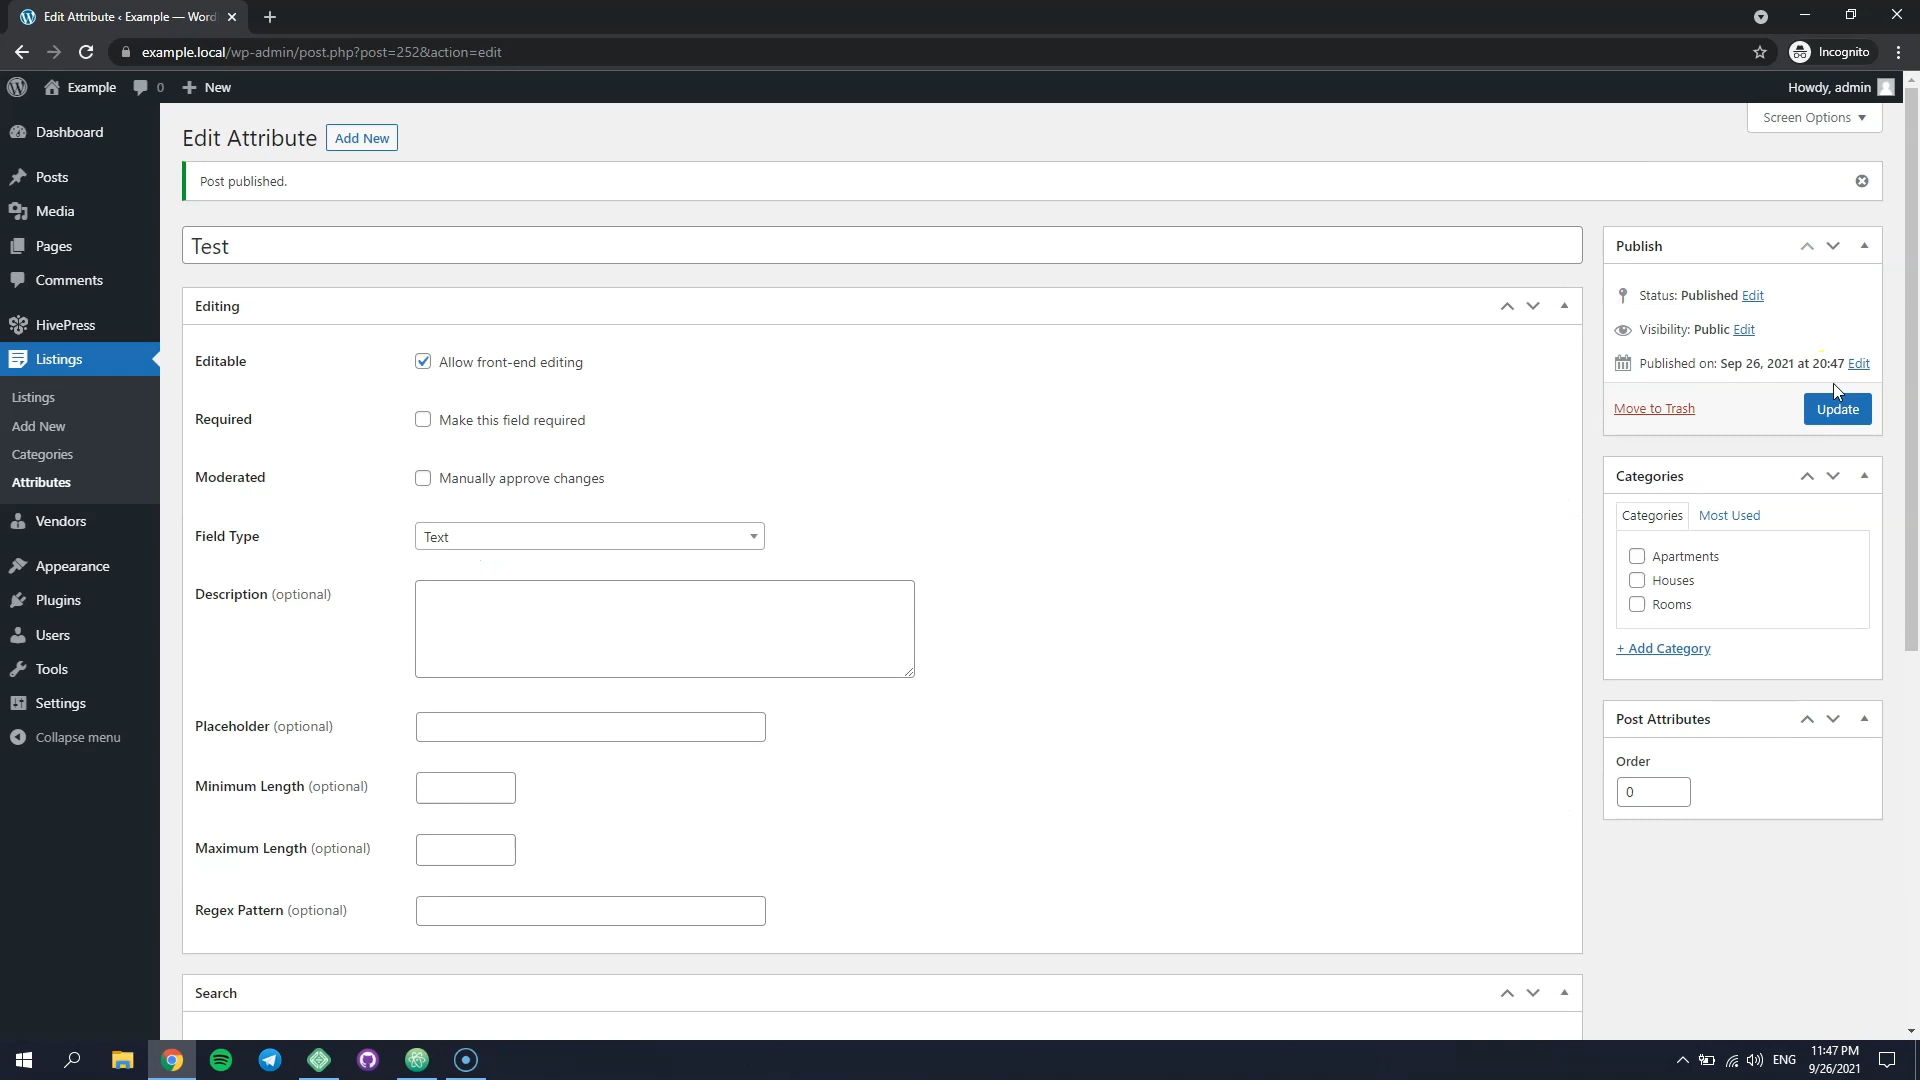 Edit Attribute ‹ Example — Word
example.local/wp-admin/post.php?post=252&action=edit
Incognito
Example
0
New
Howdy, admin
Screen Options
Dashboard
Posts
Media
Pages
Comments
HivePress
Listings
Listings
Add New
Categories
Attributes
Vendors
Appearance
Plugins
Users
Tools
Settings
Collapse menu
Edit Attribute
Add New
Post published.
Test
Editing
Editable
Allow front-end editing
Required
Make this field required
Moderated
Manually approve changes
Field Type
Text
Description (optional)
Placeholder (optional)
Minimum Length (optional)
Maximum Length (optional)
Regex Pattern (optional)
Search
Publish
Status: Published Edit
Visibility: Public Edit
Published on: Sep 26, 2021 at 20:47 Edit
Move to Trash
Update
Categories
Categories
Most Used
Apartments
Houses
Rooms
+ Add Category
Post Attributes
Order
0
ENG
11:47 PM
9/26/2021